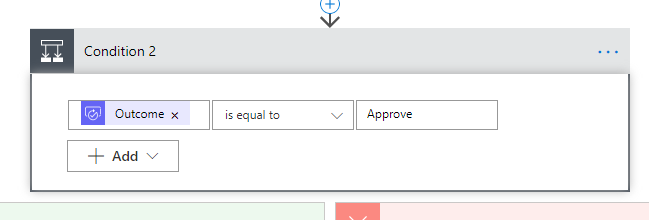 Condition 2
Outcome
is equal to
Approve
Add